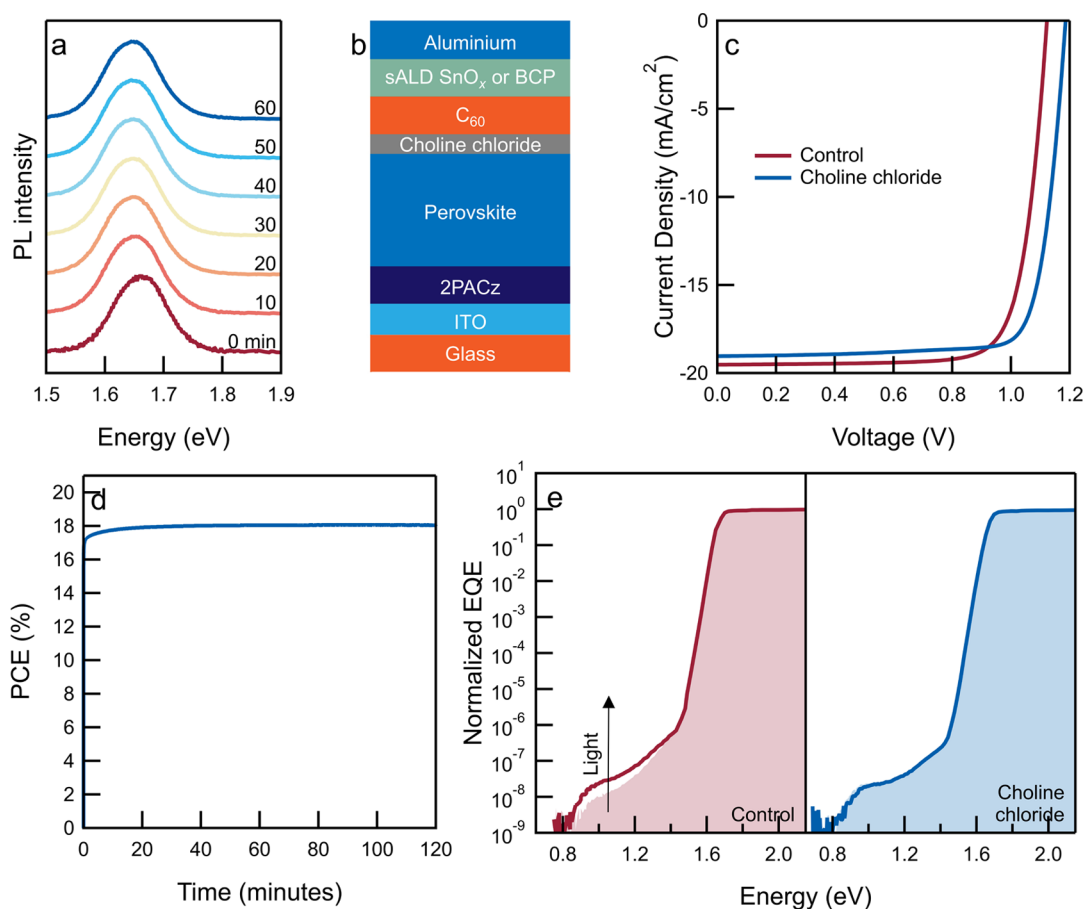 a
60
50
40
30
20
10
0 min
PL intensity
1.5 1.6 1.7 1.8 1.9
Energy (eV)
b
Aluminium
sALD SnOₓ or BCP
C₆₀
Choline chloride
Perovskite
2PACz
ITO
Glass
c
0
-5
-10
-15
-20
Current Density (mA/cm²)
Control
Choline chloride
0.0 0.2 0.4 0.6 0.8 1.0 1.2
Voltage (V)
d
20
18
16
14
12
10
8
6
4
2
0
PCE (%)
0 20 40 60 80 100 120
Time (minutes)
e
10¹
10⁰
10⁻¹
10⁻²
10⁻³
10⁻⁴
10⁻⁵
10⁻⁶
10⁻⁷
10⁻⁸
10⁻⁹
Normalized EQE
Light
Control
Choline
chloride
0.8 1.2 1.6 2.0 0.8 1.2 1.6 2.0
Energy (eV)